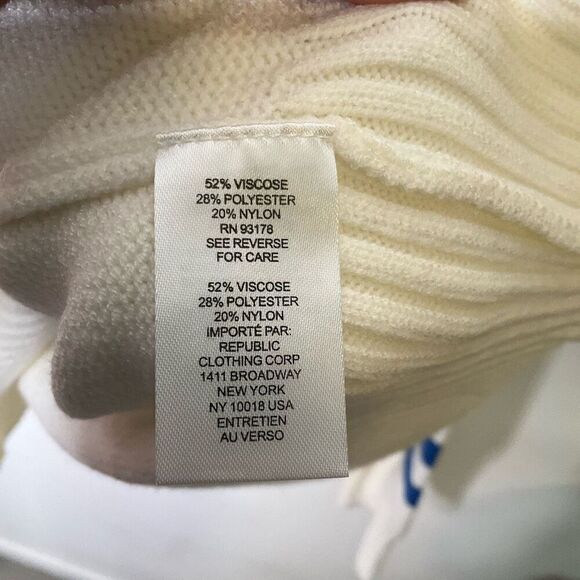 52% VISCOSE
28% POLYESTER
20% NYLON
RN 93178
SEE REVERSE
FOR CARE
52% VISCOSE
28% POLYESTER
20% NYLON
IMPORTÉ PAR:
REPUBLIC
CLOTHING CORP
1411 BROADWAY
NEW YORK
NY 10018 USA
ENTRETIEN
AU VERSO